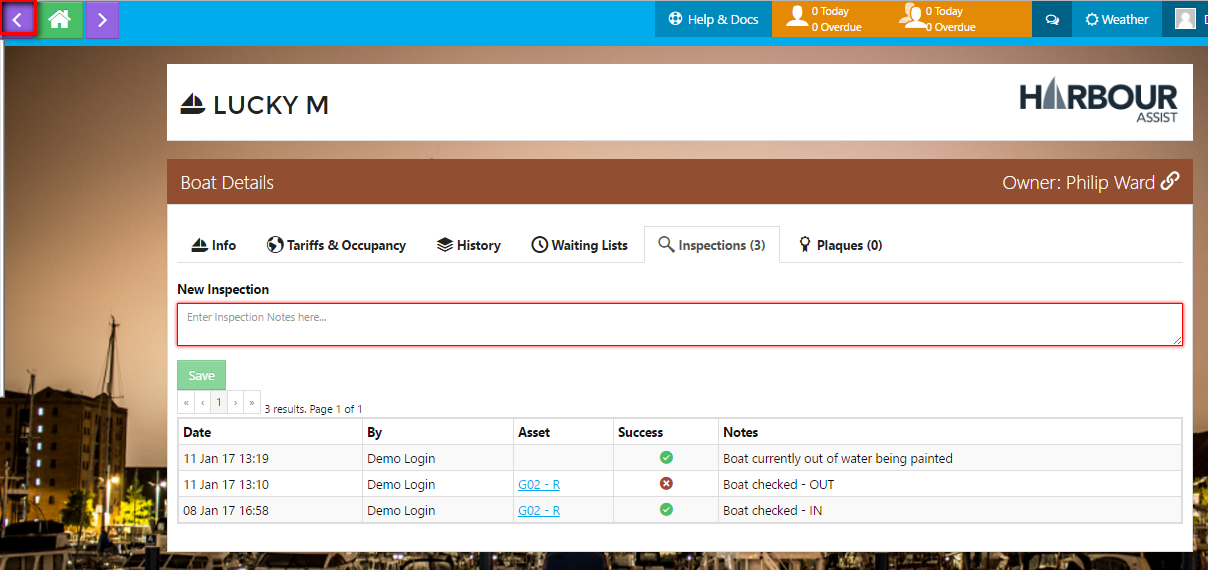 Help & Docs
0 Today
0 Overdue
0 Today
0 Overdue
Weather
D
LUCKY M
HARBOUR
ASSIST
Boat Details
Owner: Philip Ward
Info
Tariffs & Occupancy
History
Waiting Lists
Inspections (3)
Plaques (0)
New Inspection
Enter Inspection Notes here...
Save
« ‹ 1 › » 3 results. Page 1 of 1
Date By Asset Success Notes
11 Jan 17 13:19 Demo Login Boat currently out of water being painted
11 Jan 17 13:10 Demo Login G02 - R Boat checked - OUT
08 Jan 17 16:58 Demo Login G02 - R Boat checked - IN